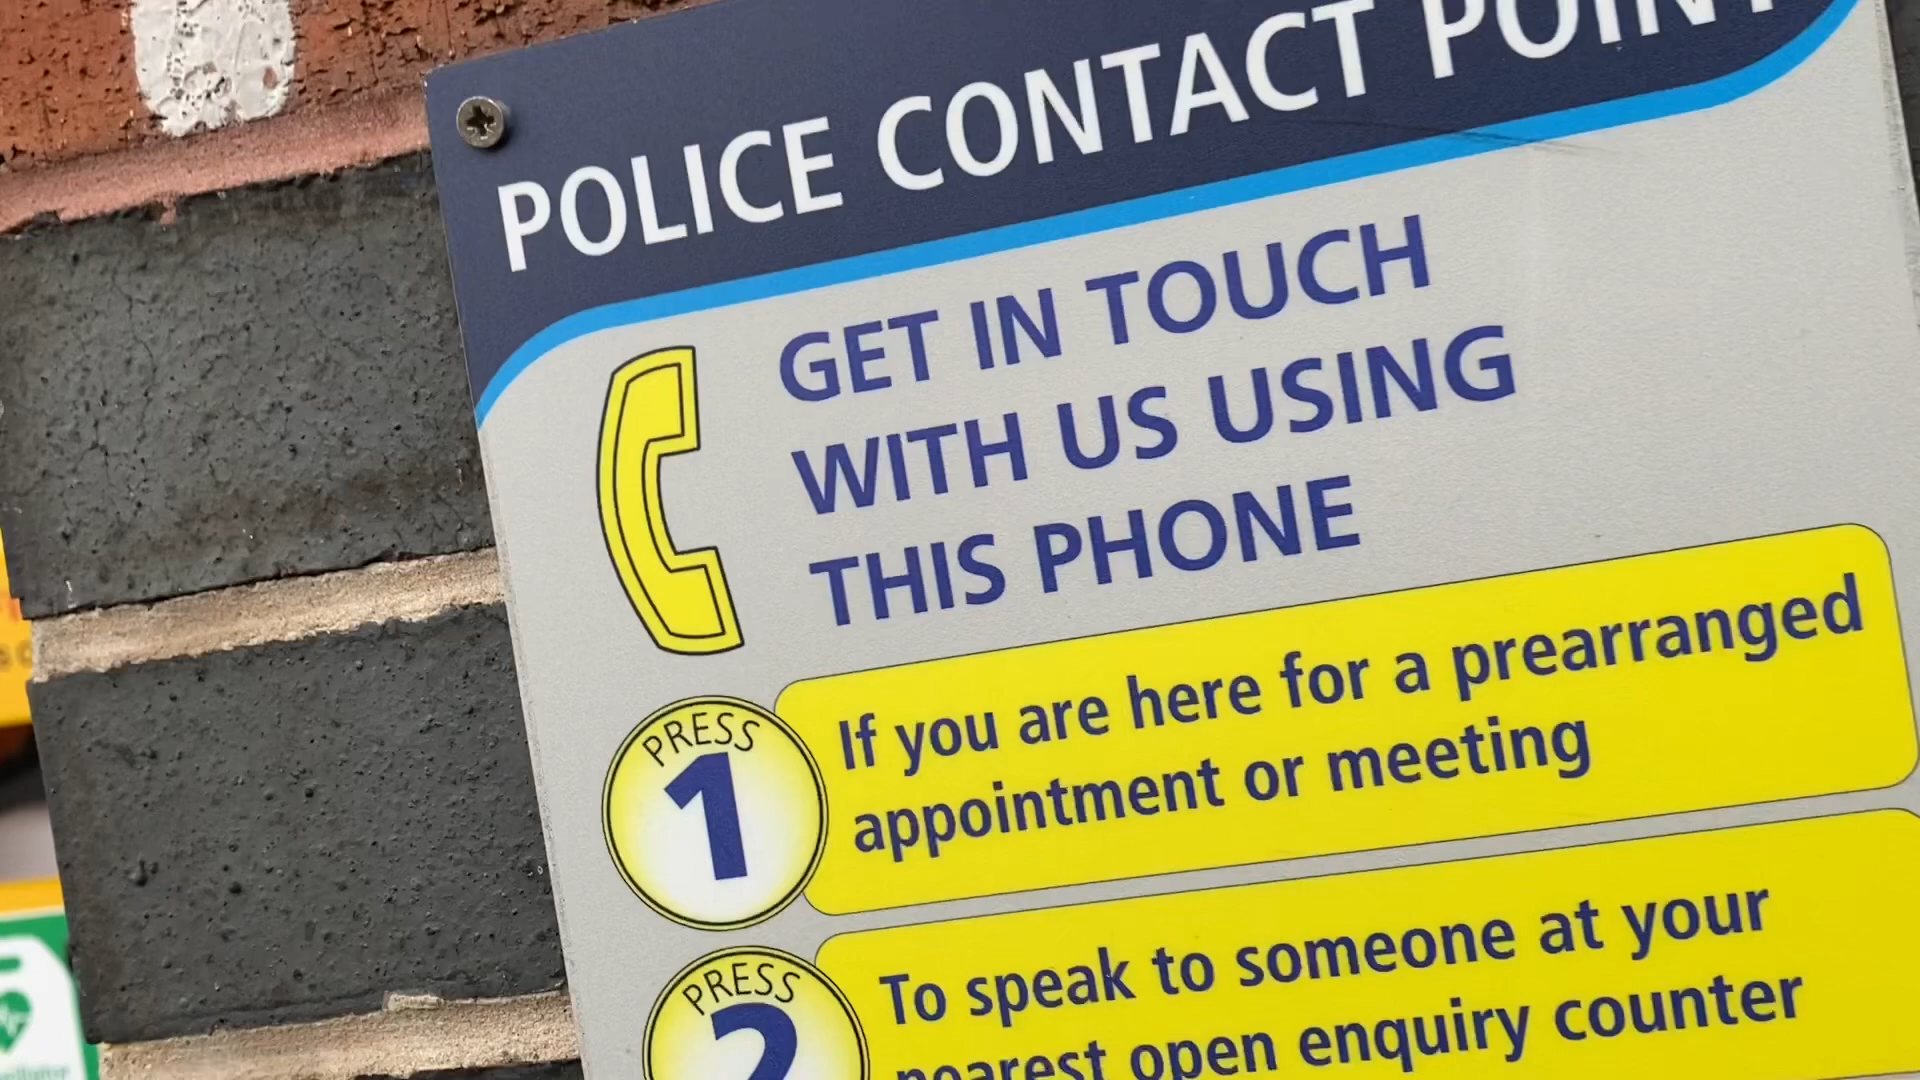 POLICE CONTACT POINT
GET IN TOUCH
WITH US USING
THIS PHONE
PRESS
1
If you are here for a prearranged
appointment or meeting
PRESS
2
To speak to someone at your
nearest open enquiry counter